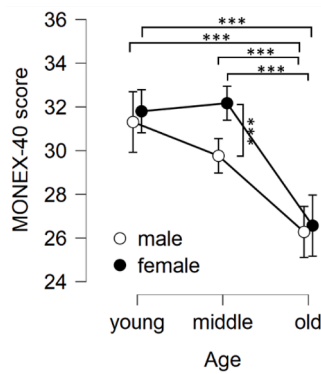 36
34
32
30
28
26
24
MONEX-40 score
***
***
***
***
***
male
female
young middle old
Age